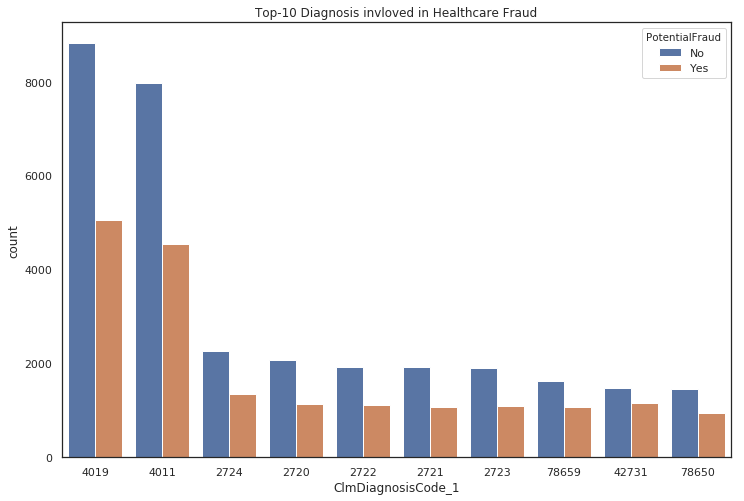 Top-10 Diagnosis invloved in Healthcare Fraud
PotentialFraud
No
Yes
8000
6000
4000
2000
0
count
4019 4011 2724 2720 2722 2721 2723 78659 42731 78650
ClmDiagnosisCode_1